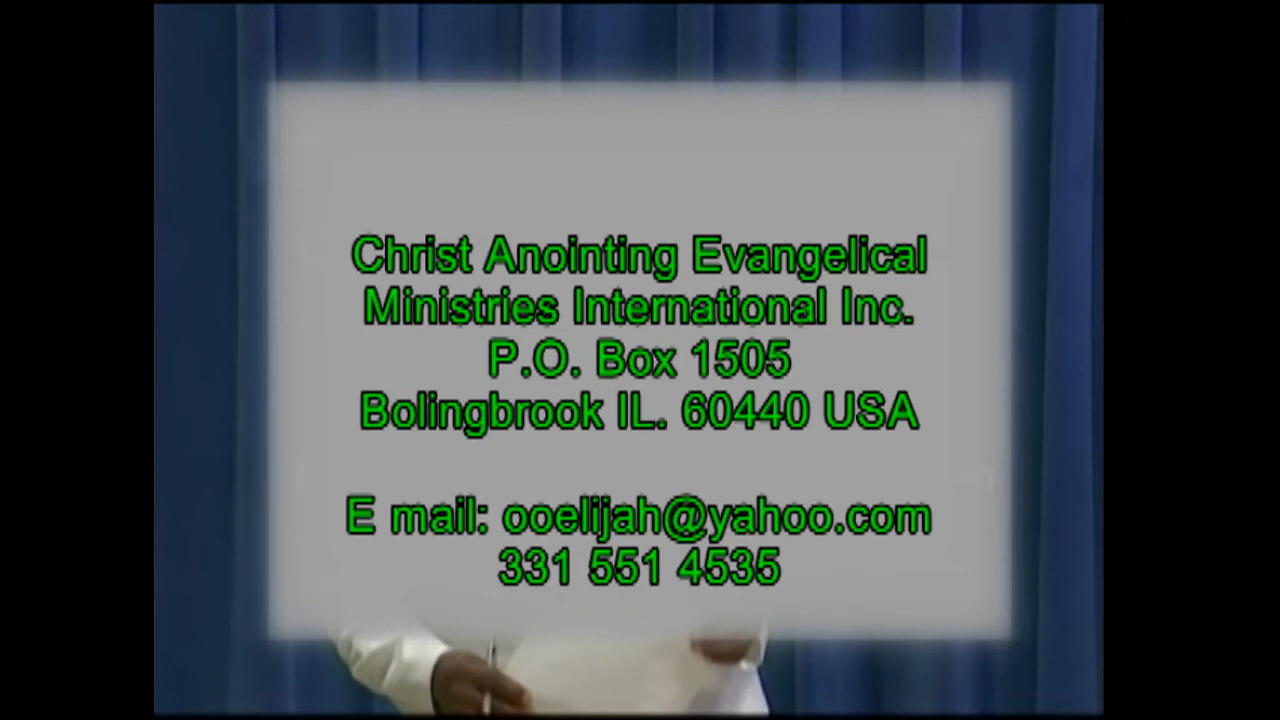 Christ Anointing Evangelical
Ministries International Inc.
P.O. Box 1505
Bolingbrook IL. 60440 USA
E mail: ooelijah@yahoo.com
331 551 4535